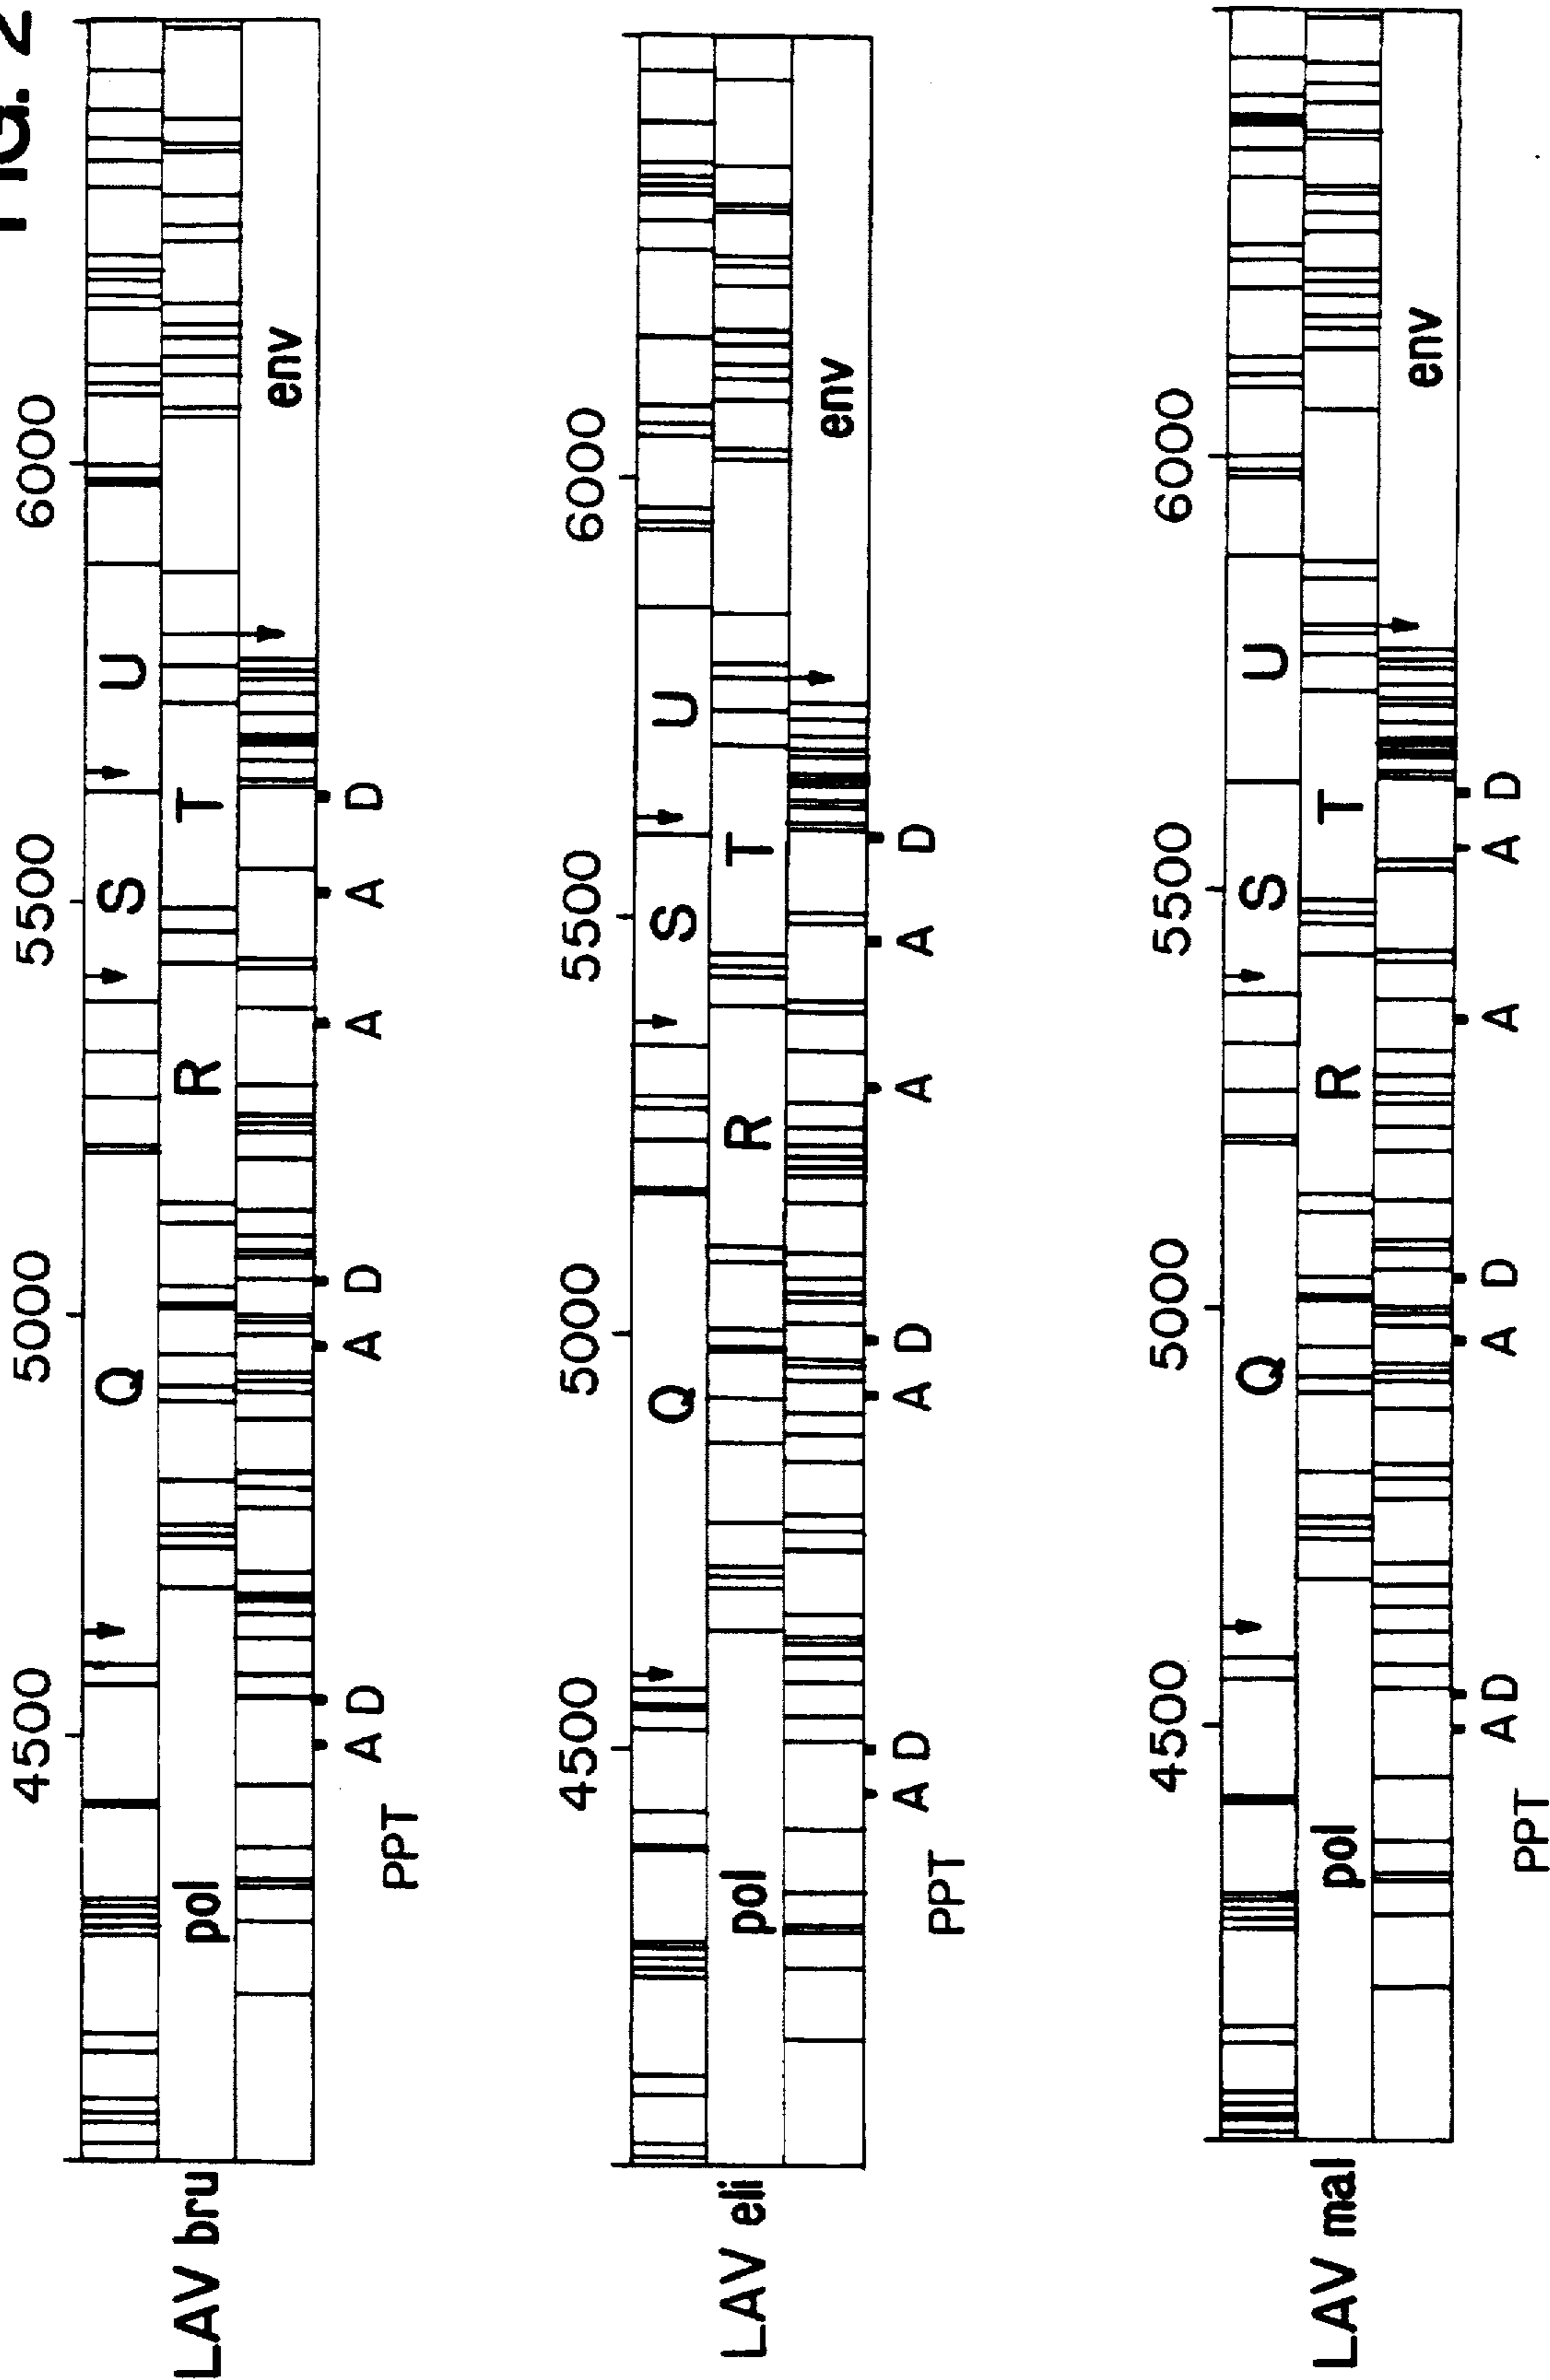 FIG. 2
4500 5000 5500 6000
Q S U
LAV bru pol R T
env
A D A D A A D
PPT
4500 5000 5500 6000
Q S U
LAV eli pol R T
env
A D A D A A D
PPT
4500 5000 5500 6000
Q S U
LAV mal pol R T
env
A D A D A A D
PPT